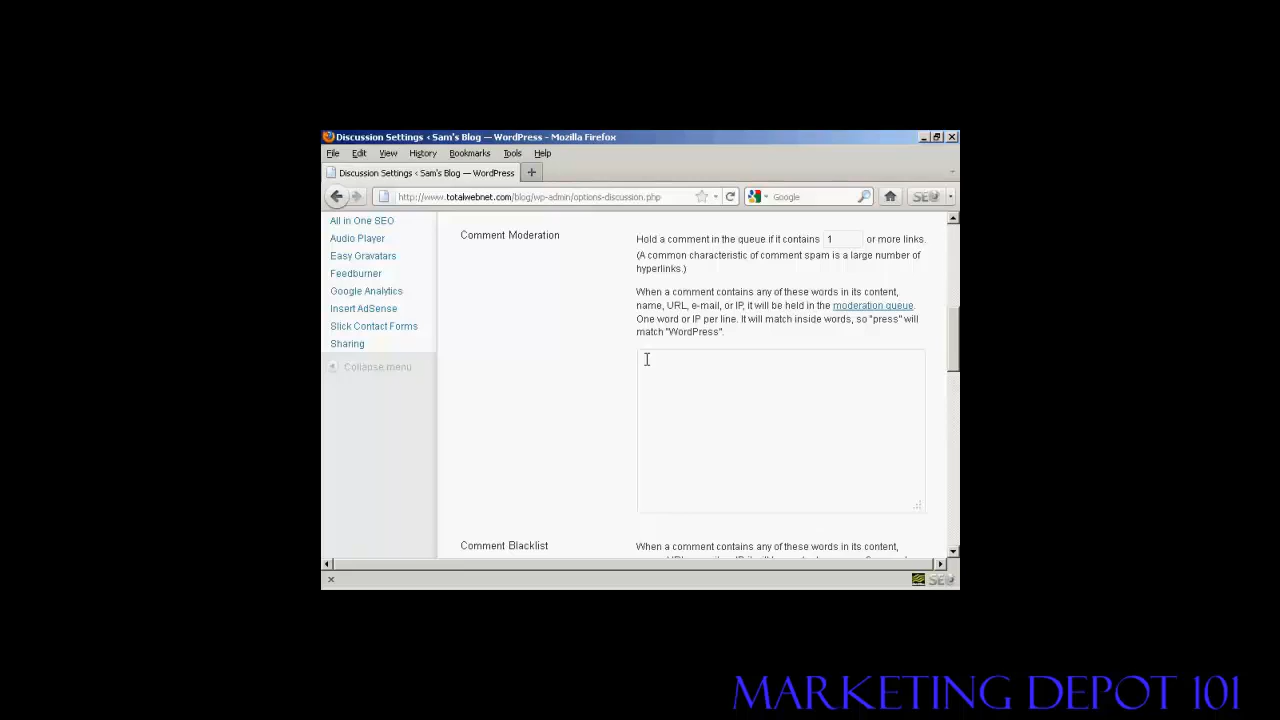 Discussion Settings ‹ Sam's Blog — WordPress - Mozilla Firefox
File Edit View History Bookmarks Tools Help
Discussion Settings ‹ Sam's Blog — WordPress
http://www.totalwebnet.com/blog/wp-admin/options-discussion.php
Google
SEO
All in One SEO
Audio Player
Easy Gravatars
Feedburner
Google Analytics
Insert AdSense
Slick Contact Forms
Sharing
Collapse menu
Comment Moderation
Hold a comment in the queue if it contains 1 or more links.
(A common characteristic of comment spam is a large number of
hyperlinks.)
When a comment contains any of these words in its content,
name, URL, e-mail, or IP, it will be held in the moderation queue.
One word or IP per line. It will match inside words, so "press" will
match "WordPress".
Comment Blacklist
When a comment contains any of these words in its content,
SEO
MARKETING DEPOT 101